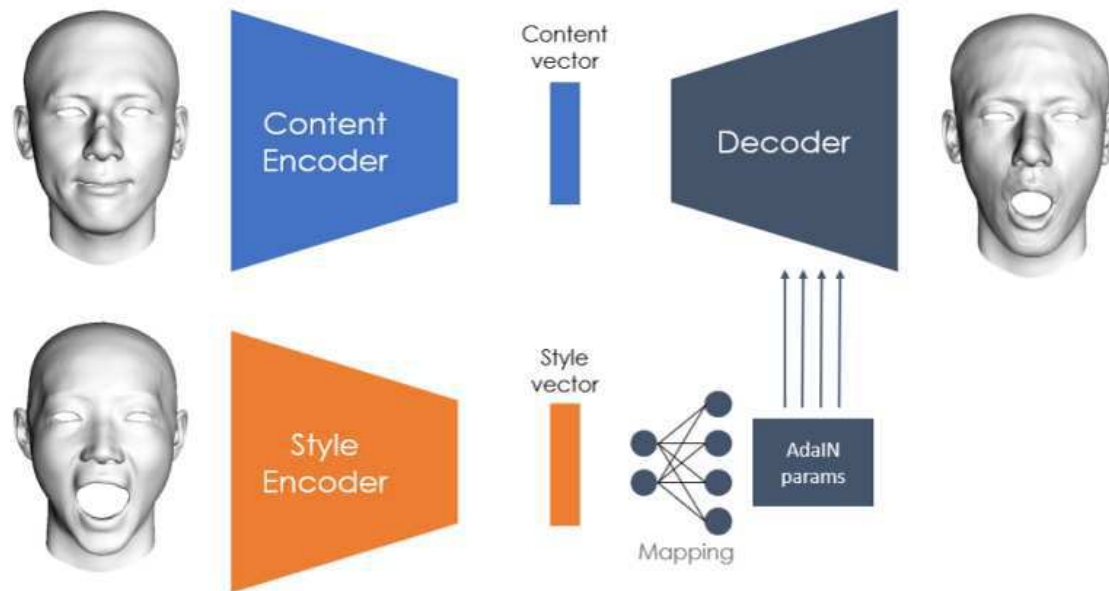 Content
vector
Content
Encoder
Decoder
Style
vector
Style
Encoder
AdaIN
params
Mapping